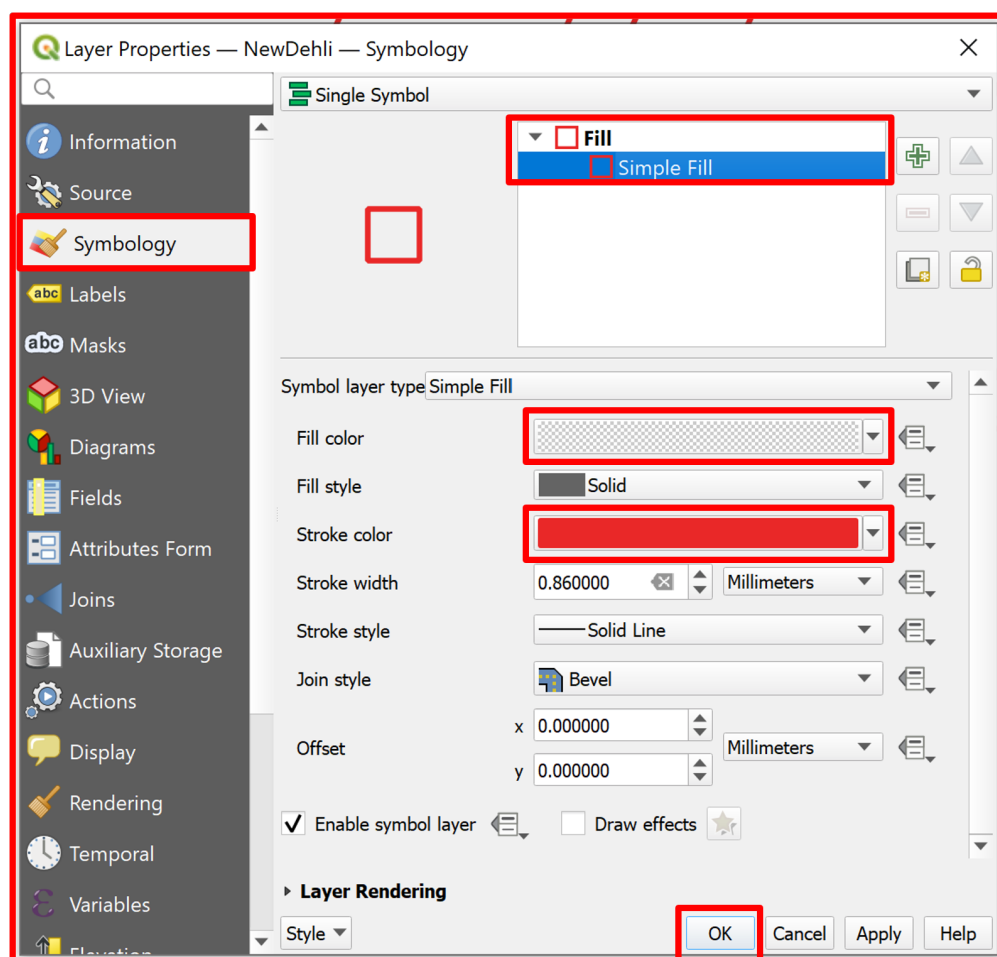 Layer Properties — NewDehli — Symbology
Single Symbol
Information
Source
Symbology
abc Labels
abc Masks
3D View
Diagrams
Fields
Attributes Form
Joins
Auxiliary Storage
Actions
Display
Rendering
Temporal
Variables
Elevation
Fill
Simple Fill
Symbol layer type Simple Fill
Fill color
Fill style Solid
Stroke color
Stroke width 0.860000 Millimeters
Stroke style Solid Line
Join style Bevel
Offset x 0.000000 Millimeters
y 0.000000
Enable symbol layer Draw effects
Layer Rendering
Style OK Cancel Apply Help